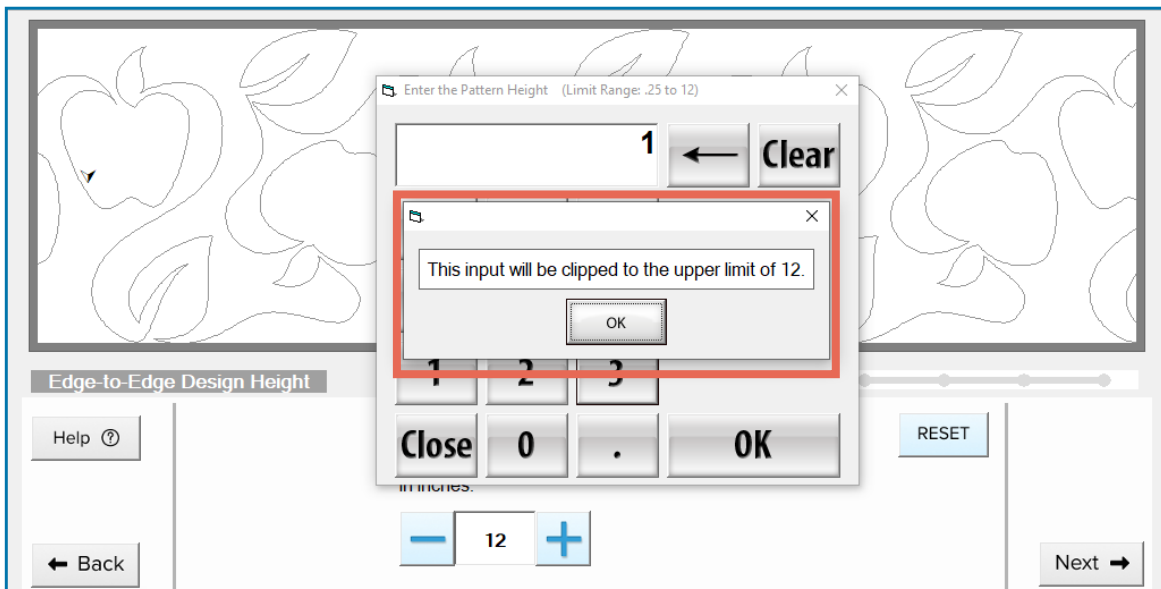 Enter the Pattern Height (Limit Range: .25 to 12)
1
Clear
This input will be clipped to the upper limit of 12.
OK
1 2 3
Edge-to-Edge Design Height
Help ?
Close 0 . OK
RESET
in inches.
12
Back
Next